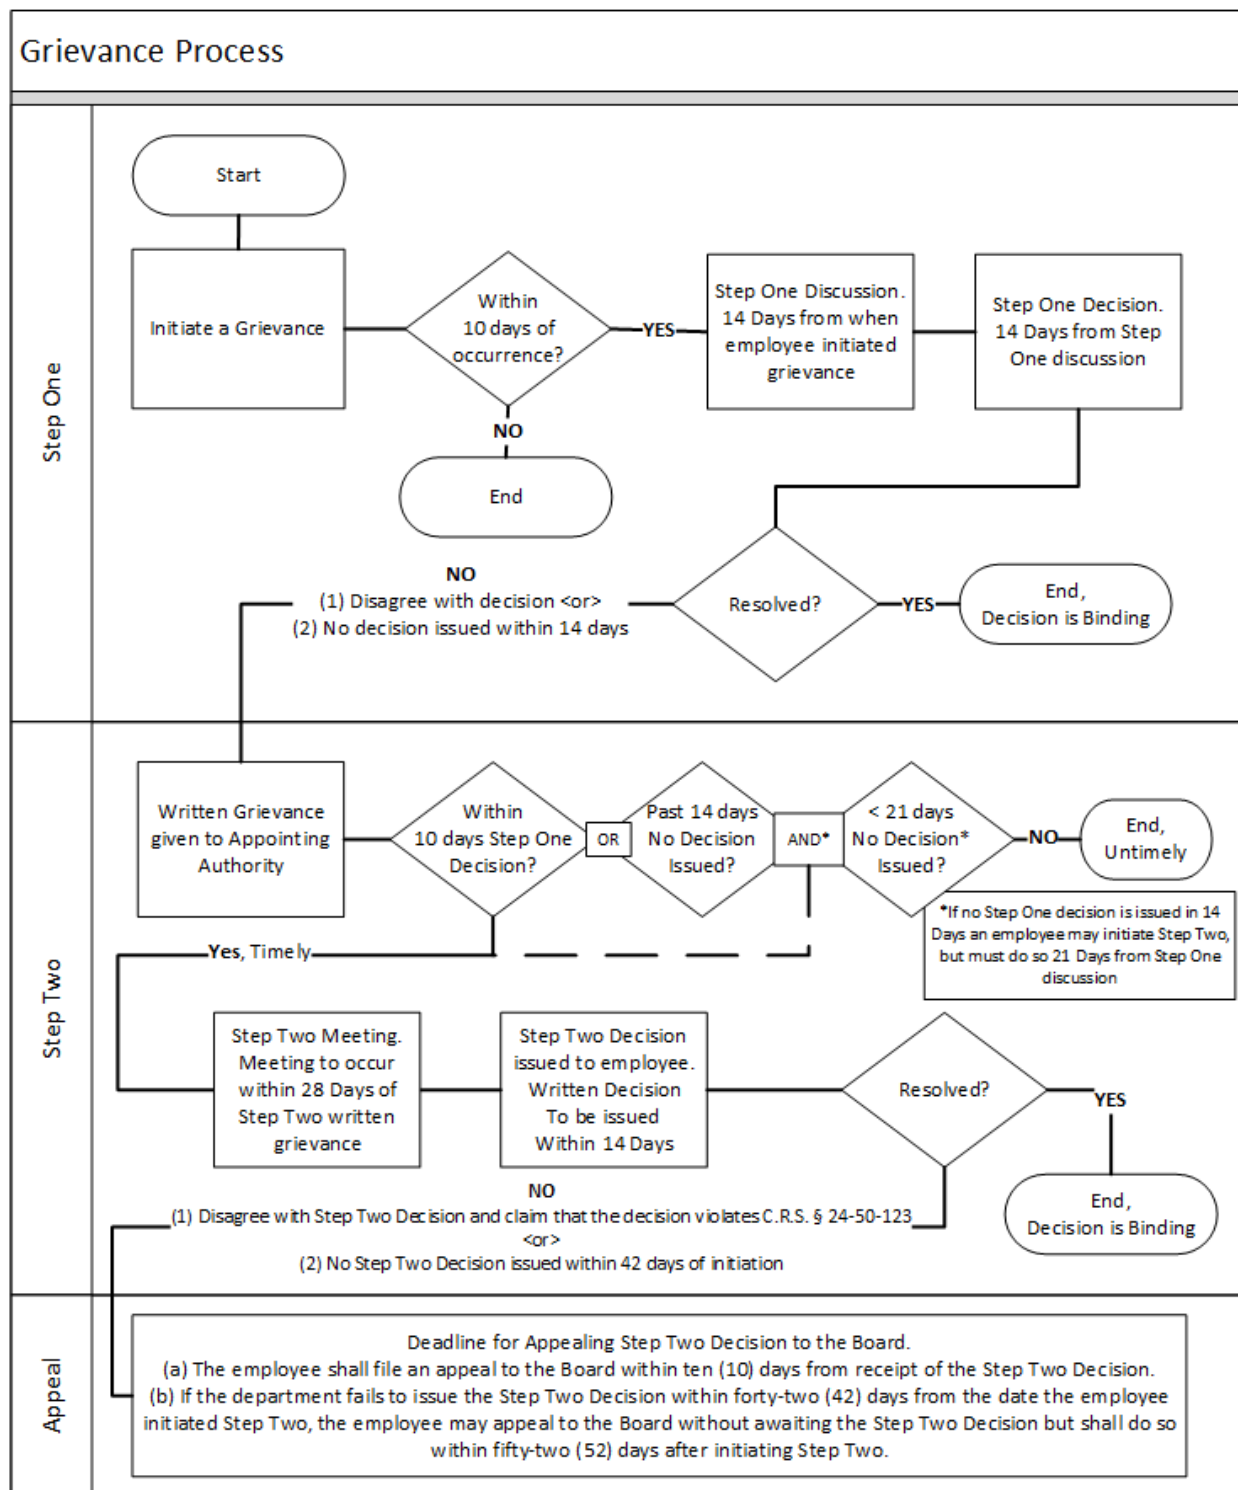 Grievance Process
Step One
Start
Initiate a Grievance
Within
10 days of
occurrence?
YES
NO
End
Step One Discussion.
14 Days from when
employee initiated
grievance
Step One Decision.
14 Days from Step
One discussion
Resolved?
YES
End,
Decision is Binding
NO
(1) Disagree with decision <or>
(2) No decision issued within 14 days
Step Two
Written Grievance
given to Appointing
Authority
Within
10 days Step One
Decision?
OR
Past 14 days
No Decision
Issued?
AND*
< 21 days
No Decision*
Issued?
NO
End,
Untimely
*If no Step One decision is issued in 14
Days an employee may initiate Step Two,
but must do so 21 Days from Step One
discussion
Yes, Timely
Step Two Meeting.
Meeting to occur
within 28 Days of
Step Two written
grievance
Step Two Decision
issued to employee.
Written Decision
To be issued
Within 14 Days
Resolved?
YES
End,
Decision is Binding
NO
(1) Disagree with Step Two Decision and claim that the decision violates C.R.S. § 24-50-123
<or>
(2) No Step Two Decision issued within 42 days of initiation
Appeal
Deadline for Appealing Step Two Decision to the Board.
(a) The employee shall file an appeal to the Board within ten (10) days from receipt of the Step Two Decision.
(b) If the department fails to issue the Step Two Decision within forty-two (42) days from the date the employee
initiated Step Two, the employee may appeal to the Board without awaiting the Step Two Decision but shall do so
within fifty-two (52) days after initiating Step Two.